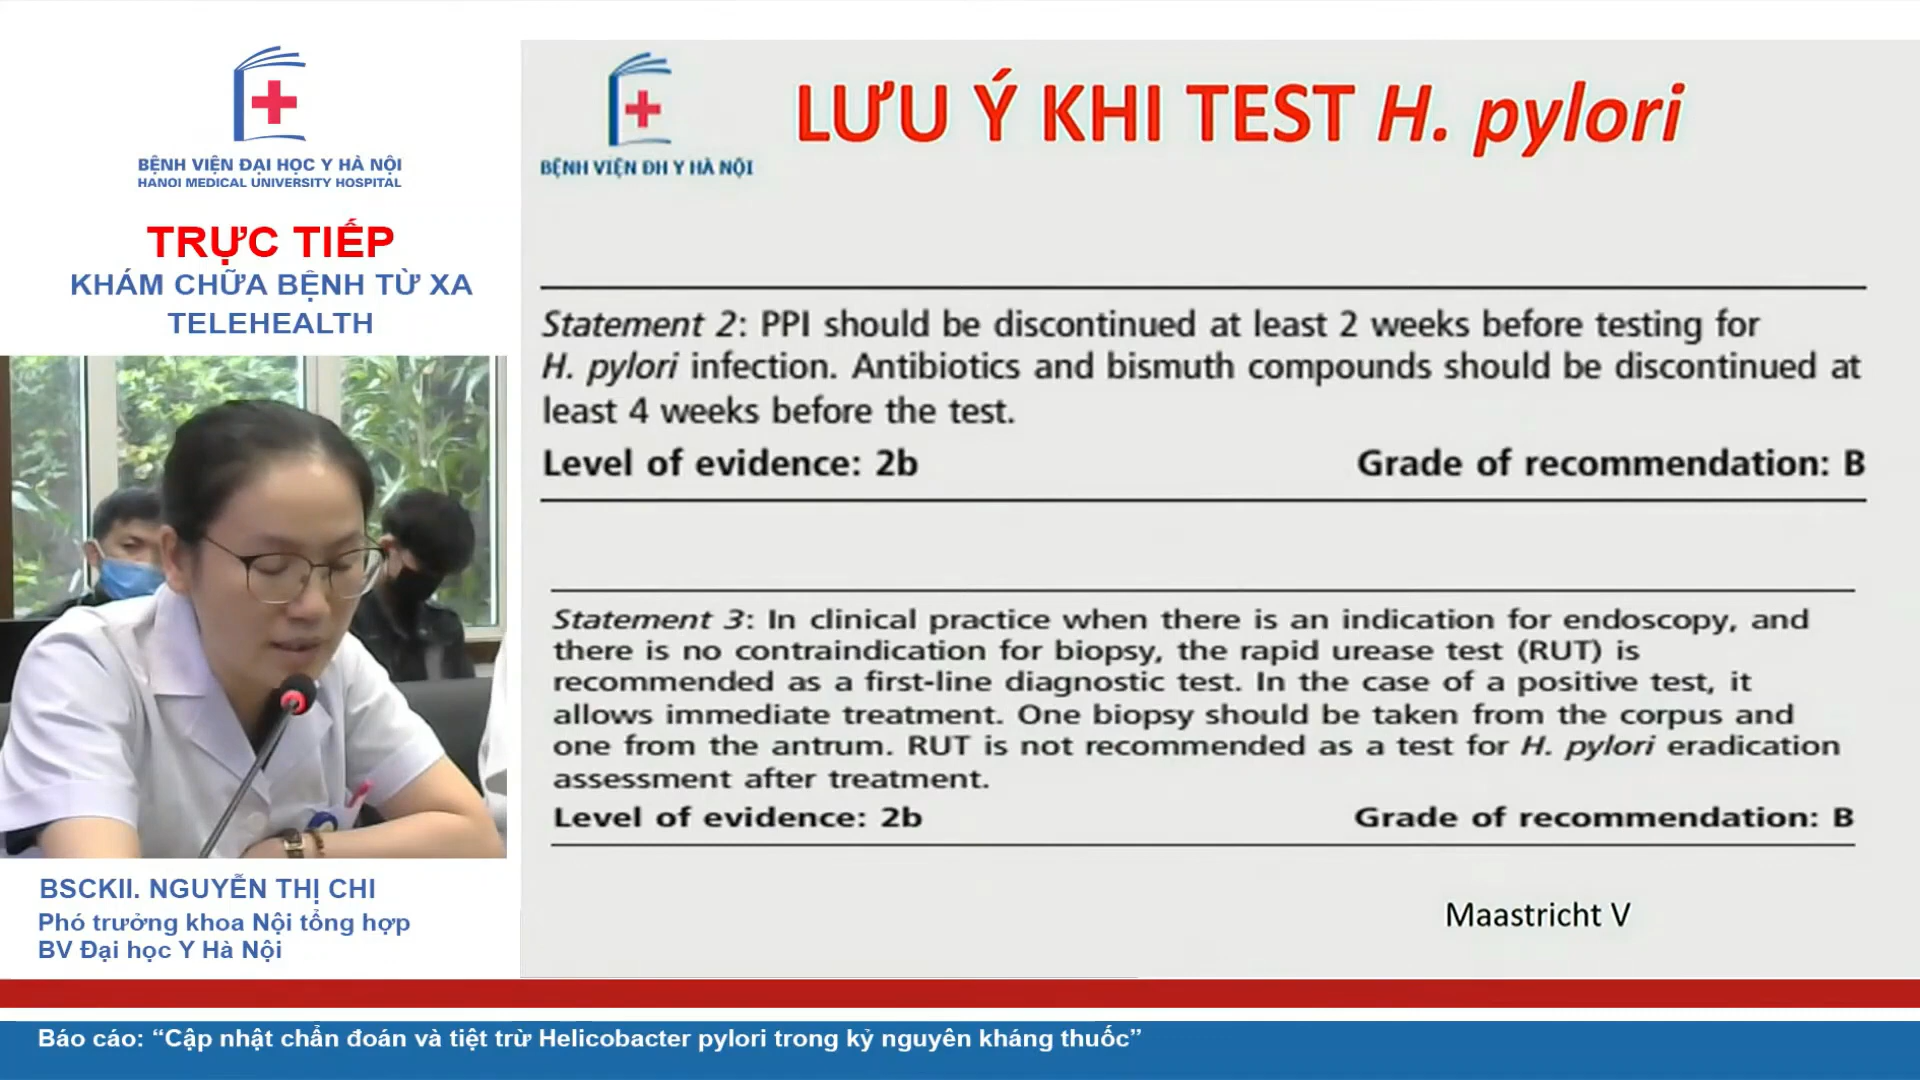 BỆNH VIỆN ĐẠI HỌC Y HÀ NỘI
HANOI MEDICAL UNIVERSITY HOSPITAL
TRỰC TIẾP
KHÁM CHỮA BỆNH TỪ XA
TELEHEALTH
BSCKII. NGUYỄN THỊ CHI
Phó trưởng khoa Nội tổng hợp
BV Đại học Y Hà Nội
BỆNH VIỆN ĐH Y HÀ NỘI
LƯU Ý KHI TEST H. pylori
Statement 2: PPI should be discontinued at least 2 weeks before testing for
H. pylori infection. Antibiotics and bismuth compounds should be discontinued at
least 4 weeks before the test.
Level of evidence: 2b Grade of recommendation: B
Statement 3: In clinical practice when there is an indication for endoscopy, and
there is no contraindication for biopsy, the rapid urease test (RUT) is
recommended as a first-line diagnostic test. In the case of a positive test, it
allows immediate treatment. One biopsy should be taken from the corpus and
one from the antrum. RUT is not recommended as a test for H. pylori eradication
assessment after treatment.
Level of evidence: 2b Grade of recommendation: B
Maastricht V
Báo cáo: “Cập nhật chẩn đoán và tiệt trừ Helicobacter pylori trong kỷ nguyên kháng thuốc”